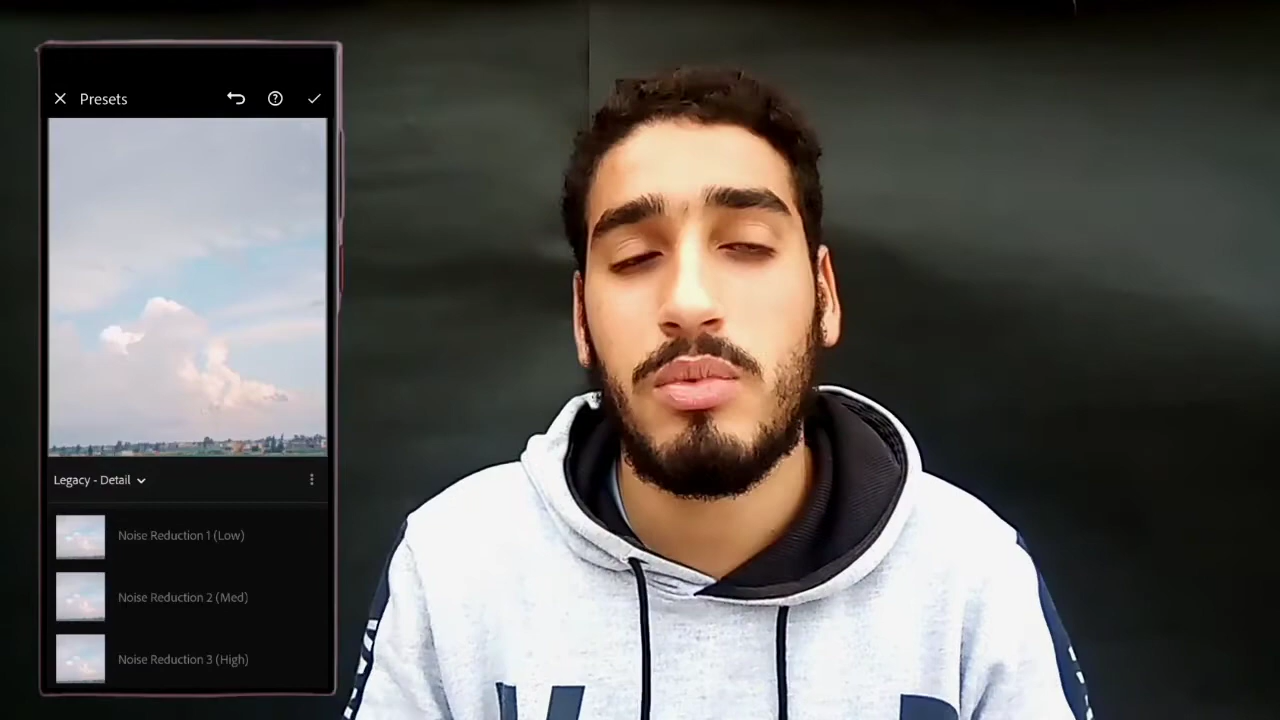 Presets
Legacy - Detail
Noise Reduction 1 (Low)
Noise Reduction 2 (Med)
Noise Reduction 3 (High)